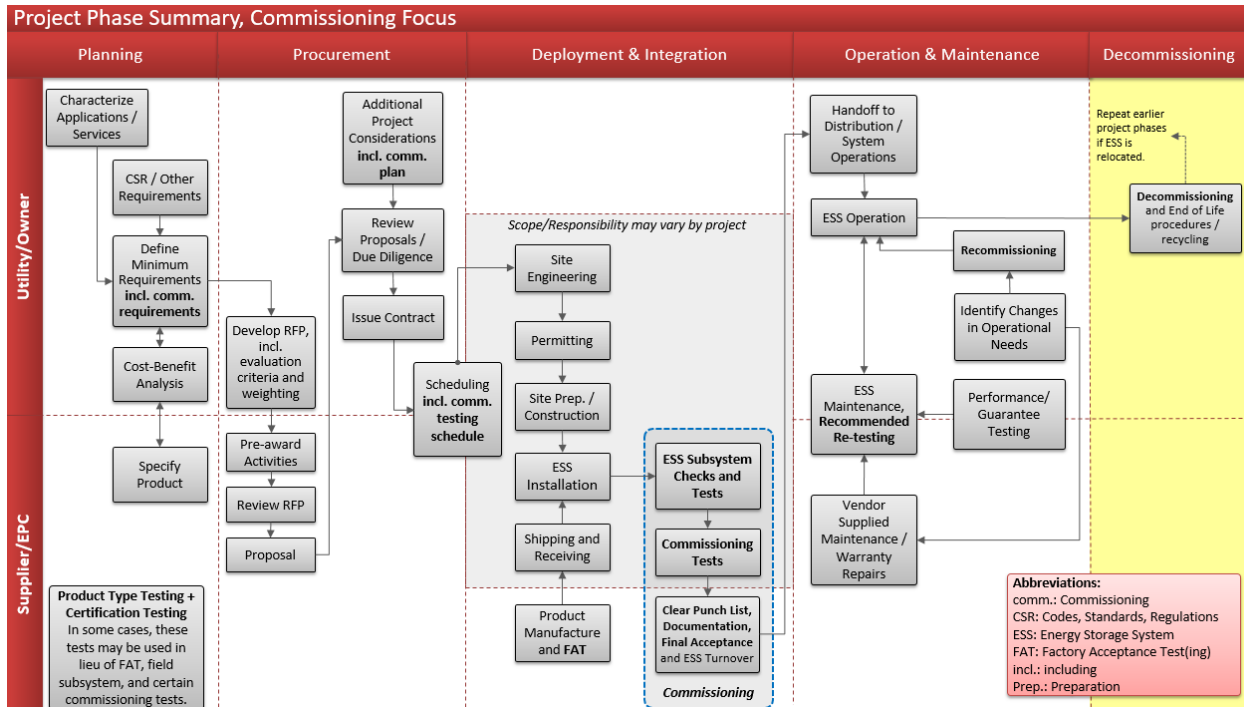 Project Phase Summary, Commissioning Focus
Planning
Procurement
Deployment & Integration
Operation & Maintenance
Decommissioning
Utility/Owner
Supplier/EPC
Characterize
Applications /
Services
CSR / Other
Requirements
Define
Minimum
Requirements
incl. comm.
requirements
Cost-Benefit
Analysis
Specify
Product
Product Type Testing +
Certification Testing
In some cases, these
tests may be used in
lieu of FAT, field
subsystem, and certain
commissioning tests.
Develop RFP,
incl.
evaluation
criteria and
weighting
Pre-award
Activities
Review RFP
Proposal
Additional
Project
Considerations
incl. comm.
plan
Review
Proposals /
Due Diligence
Issue Contract
Scheduling
incl. comm.
testing
schedule
Scope/Responsibility may vary by project
Site
Engineering
Permitting
Site Prep. /
Construction
ESS
Installation
Shipping and
Receiving
Product
Manufacture
and FAT
ESS Subsystem
Checks and
Tests
Commissioning
Tests
Clear Punch List,
Documentation,
Final Acceptance
and ESS Turnover
Commissioning
Handoff to
Distribution /
System
Operations
ESS Operation
Recommissioning
Identify Changes
in Operational
Needs
ESS
Maintenance,
Recommended
Re-testing
Performance/
Guarantee
Testing
Vendor
Supplied
Maintenance /
Warranty
Repairs
Repeat earlier
project phases
if ESS is
relocated.
Decommissioning
and End of Life
procedures /
recycling
Abbreviations:
comm.: Commissioning
CSR: Codes, Standards, Regulations
ESS: Energy Storage System
FAT: Factory Acceptance Test(ing)
incl.: including
Prep.: Preparation